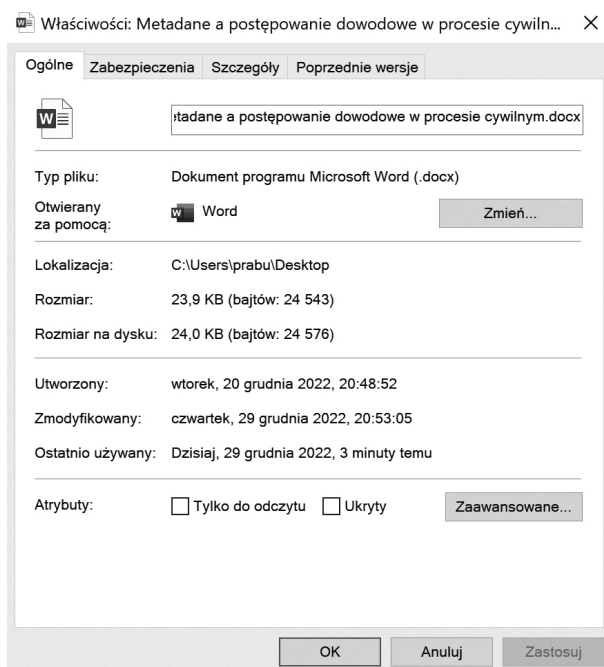 Właściwości: Metadane a postępowanie dowodowe w procesie cywiln...
Ogólne Zabezpieczenia Szczegóły Poprzednie wersje
etadane a postępowanie dowodowe w procesie cywilnym.docx
Typ pliku: Dokument programu Microsoft Word (.docx)
Otwierany za pomocą: Word Zmień...
Lokalizacja: C:\Users\prabu\Desktop
Rozmiar: 23,9 KB (bajtów: 24 543)
Rozmiar na dysku: 24,0 KB (bajtów: 24 576)
Utworzony: wtorek, 20 grudnia 2022, 20:48:52
Zmodyfikowany: czwartek, 29 grudnia 2022, 20:53:05
Ostatnio używany: Dzisiaj, 29 grudnia 2022, 3 minuty temu
Atrybuty: Tylko do odczytu Ukryty Zaawansowane...
OK Anuluj Zastosuj